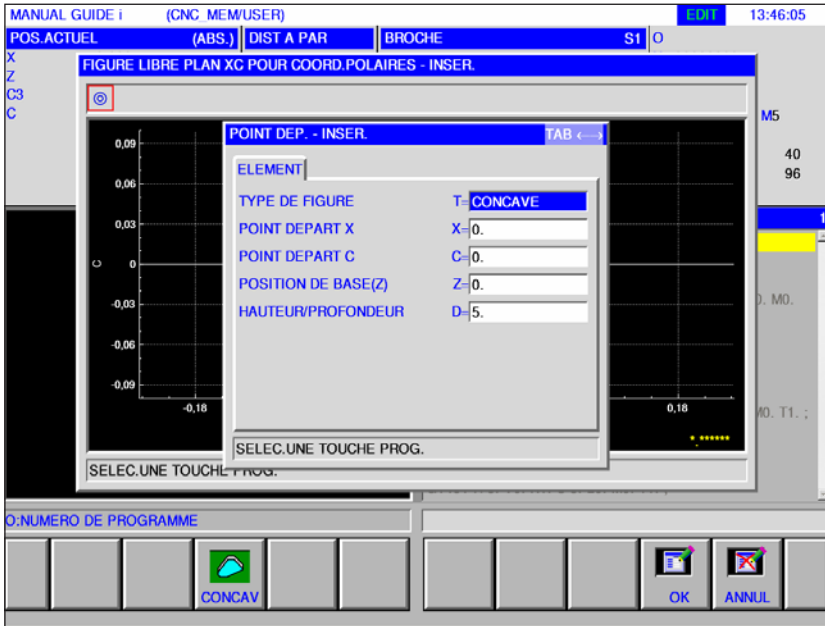 MANUAL GUIDE i (CNC_MEM/USER) EDIT 13:46:05
POS.ACTUEL (ABS.) DIST A PAR BROCHE S1 O
X
Z
C3
C
FIGURE LIBRE PLAN XC POUR COORD.POLAIRES - INSER.
M5
40
96
POINT DEP. - INSER. TAB ←→
ELEMENT
TYPE DE FIGURE T=CONCAVE
POINT DEPART X X=0.
POINT DEPART C C=0.
POSITION DE BASE(Z) Z=0.
HAUTEUR/PROFONDEUR D=5.
SELEC.UNE TOUCHE PROG.
0,09
0,06
0,03
C 0
-0,03
-0,06
-0,09
-0,18 0,18
*.******
1
0. M0.
M0. T1. ;
SELEC.UNE TOUCHE PROG.
O:NUMERO DE PROGRAMME
CONCAV OK ANNUL